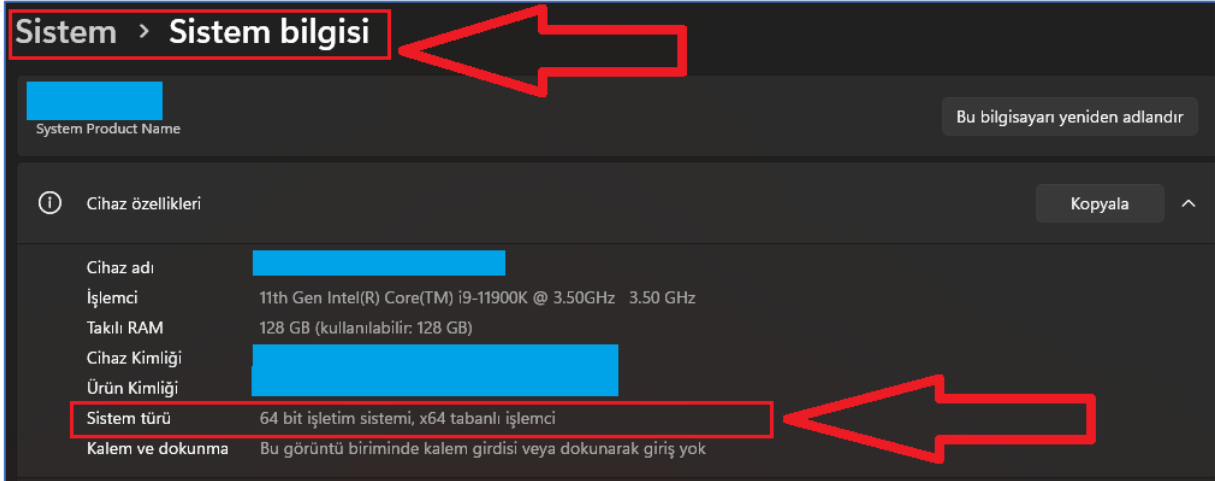 Sistem > Sistem bilgisi
System Product Name
Bu bilgisayarı yeniden adlandır
Cihaz özellikleri
Kopyala
Cihaz adı
İşlemci 11th Gen Intel(R) Core(TM) i9-11900K @ 3.50GHz 3.50 GHz
Takılı RAM 128 GB (kullanılabilir: 128 GB)
Cihaz Kimliği
Ürün Kimliği
Sistem türü 64 bit işletim sistemi, x64 tabanlı işlemci
Kalem ve dokunma Bu görüntü biriminde kalem girdisi veya dokunarak giriş yok